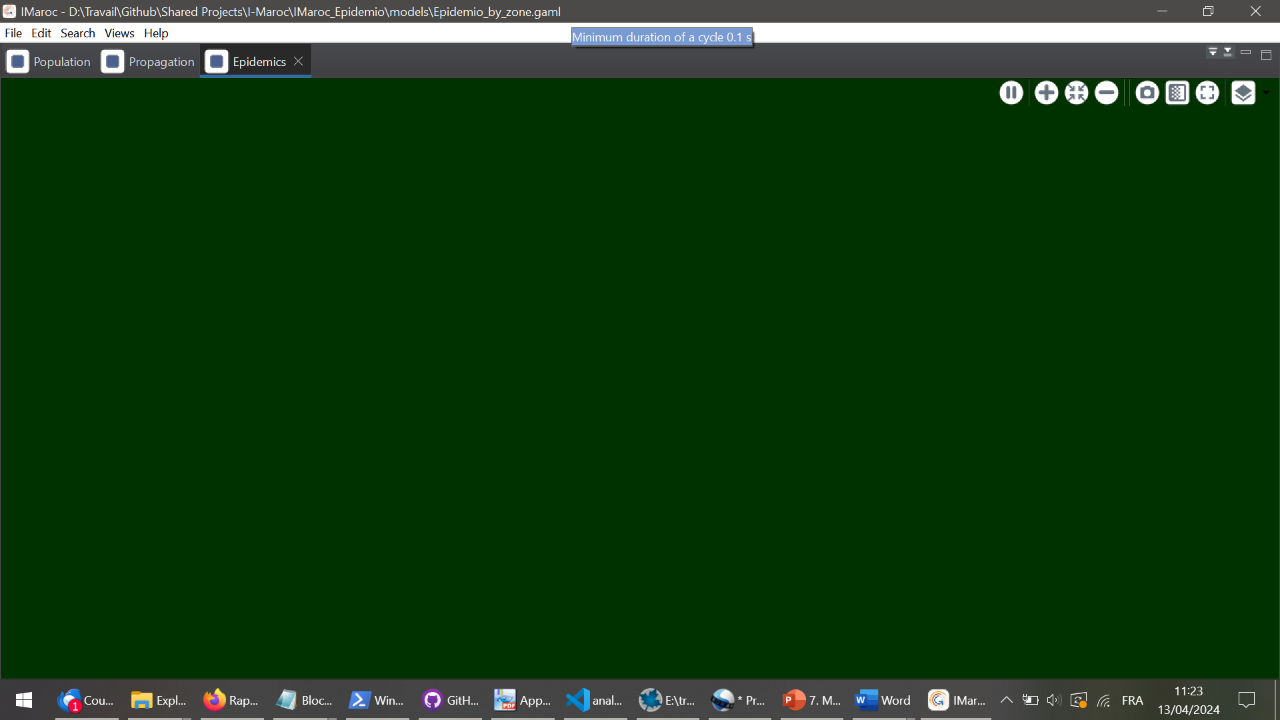 IMaroc - D:\Travail\Github\Shared Projects\I-Maroc\IMaroc_Epidemio\models\Epidemio_by_zone.gaml
File Edit Search Views Help
Minimum duration of a cycle 0.1 s
Population Propagation Epidemics
1 Cou... Expl... Rap... Bloc... Win... GitH... App... anal... E:\tr... * Pr... 7. M... Word IMar... FRA
11:23
13/04/2024